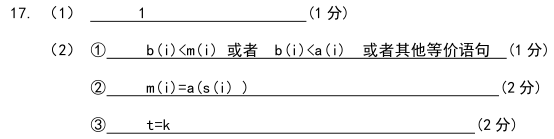 17. （1） 1 （1 分）
（2） ① b(i)<m(i) 或者 b(i)<a(i) 或者其他等价语句 （1 分）
② m(i)=a(s(i) ) （2 分）
③ t=k （2 分）